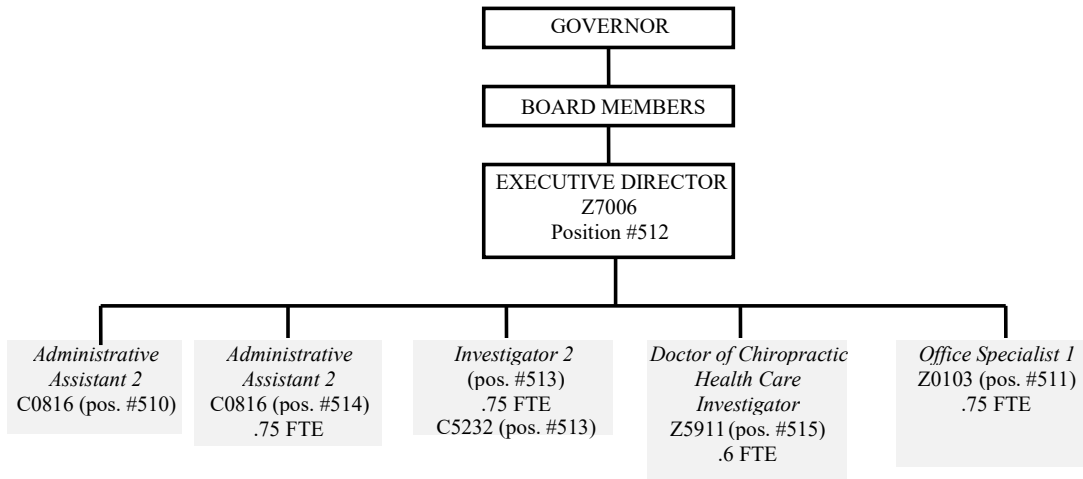 GOVERNOR
BOARD MEMBERS
EXECUTIVE DIRECTOR
Z7006
Position #512
Administrative
Assistant 2
C0816 (pos. #510)
Administrative
Assistant 2
C0816 (pos. #514)
.75 FTE
Investigator 2
(pos. #513)
.75 FTE
C5232 (pos. #513)
Doctor of Chiropractic
Health Care
Investigator
Z5911 (pos. #515)
.6 FTE
Office Specialist 1
Z0103 (pos. #511)
.75 FTE